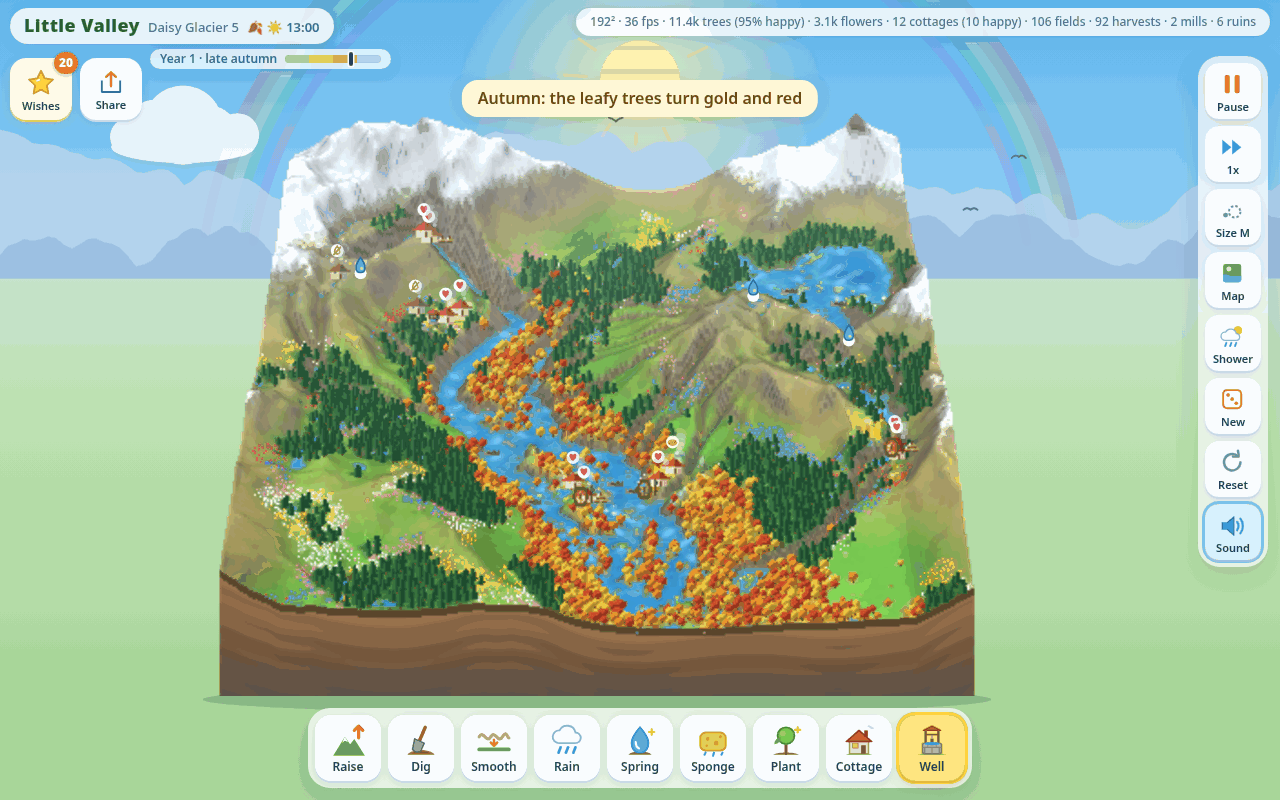 Little Valley Daisy Glacier 5 13:00
192² · 36 fps · 11.4k trees (95% happy) · 3.1k flowers · 12 cottages (10 happy) · 106 fields · 92 harvests · 2 mills · 6 ruins
Year 1 · late autumn
20
Wishes
Share
Autumn: the leafy trees turn gold and red
Pause
1x
Size M
Map
Shower
New
Reset
Sound
Raise
Dig
Smooth
Rain
Spring
Sponge
Plant
Cottage
Well